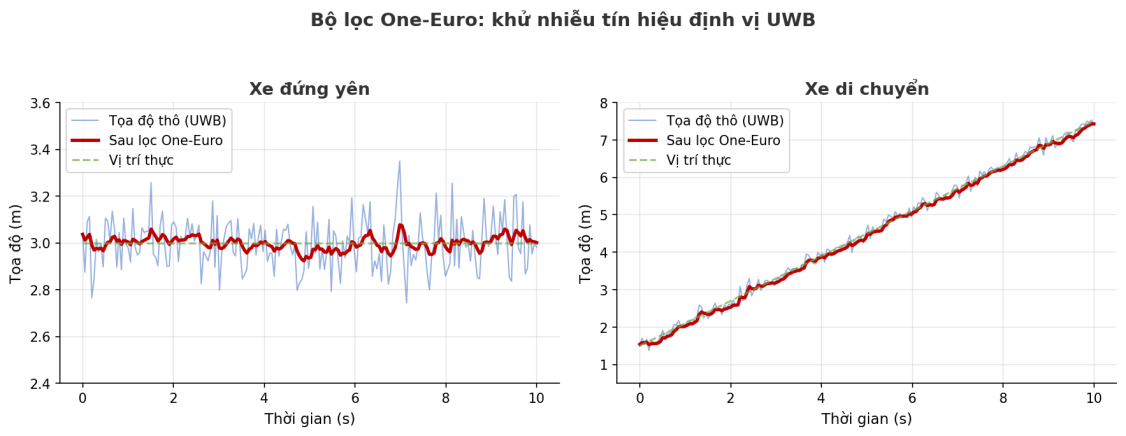 Bộ lọc One-Euro: khử nhiễu tín hiệu định vị UWB
Xe đứng yên
Tọa độ thô (UWB)
Sau lọc One-Euro
Vị trí thực
3.6
3.4
3.2
3.0
2.8
2.6
2.4
Tọa độ (m)
0 2 4 6 8 10
Thời gian (s)
Xe di chuyển
Tọa độ thô (UWB)
Sau lọc One-Euro
Vị trí thực
8
7
6
5
4
3
2
1
Tọa độ (m)
0 2 4 6 8 10
Thời gian (s)